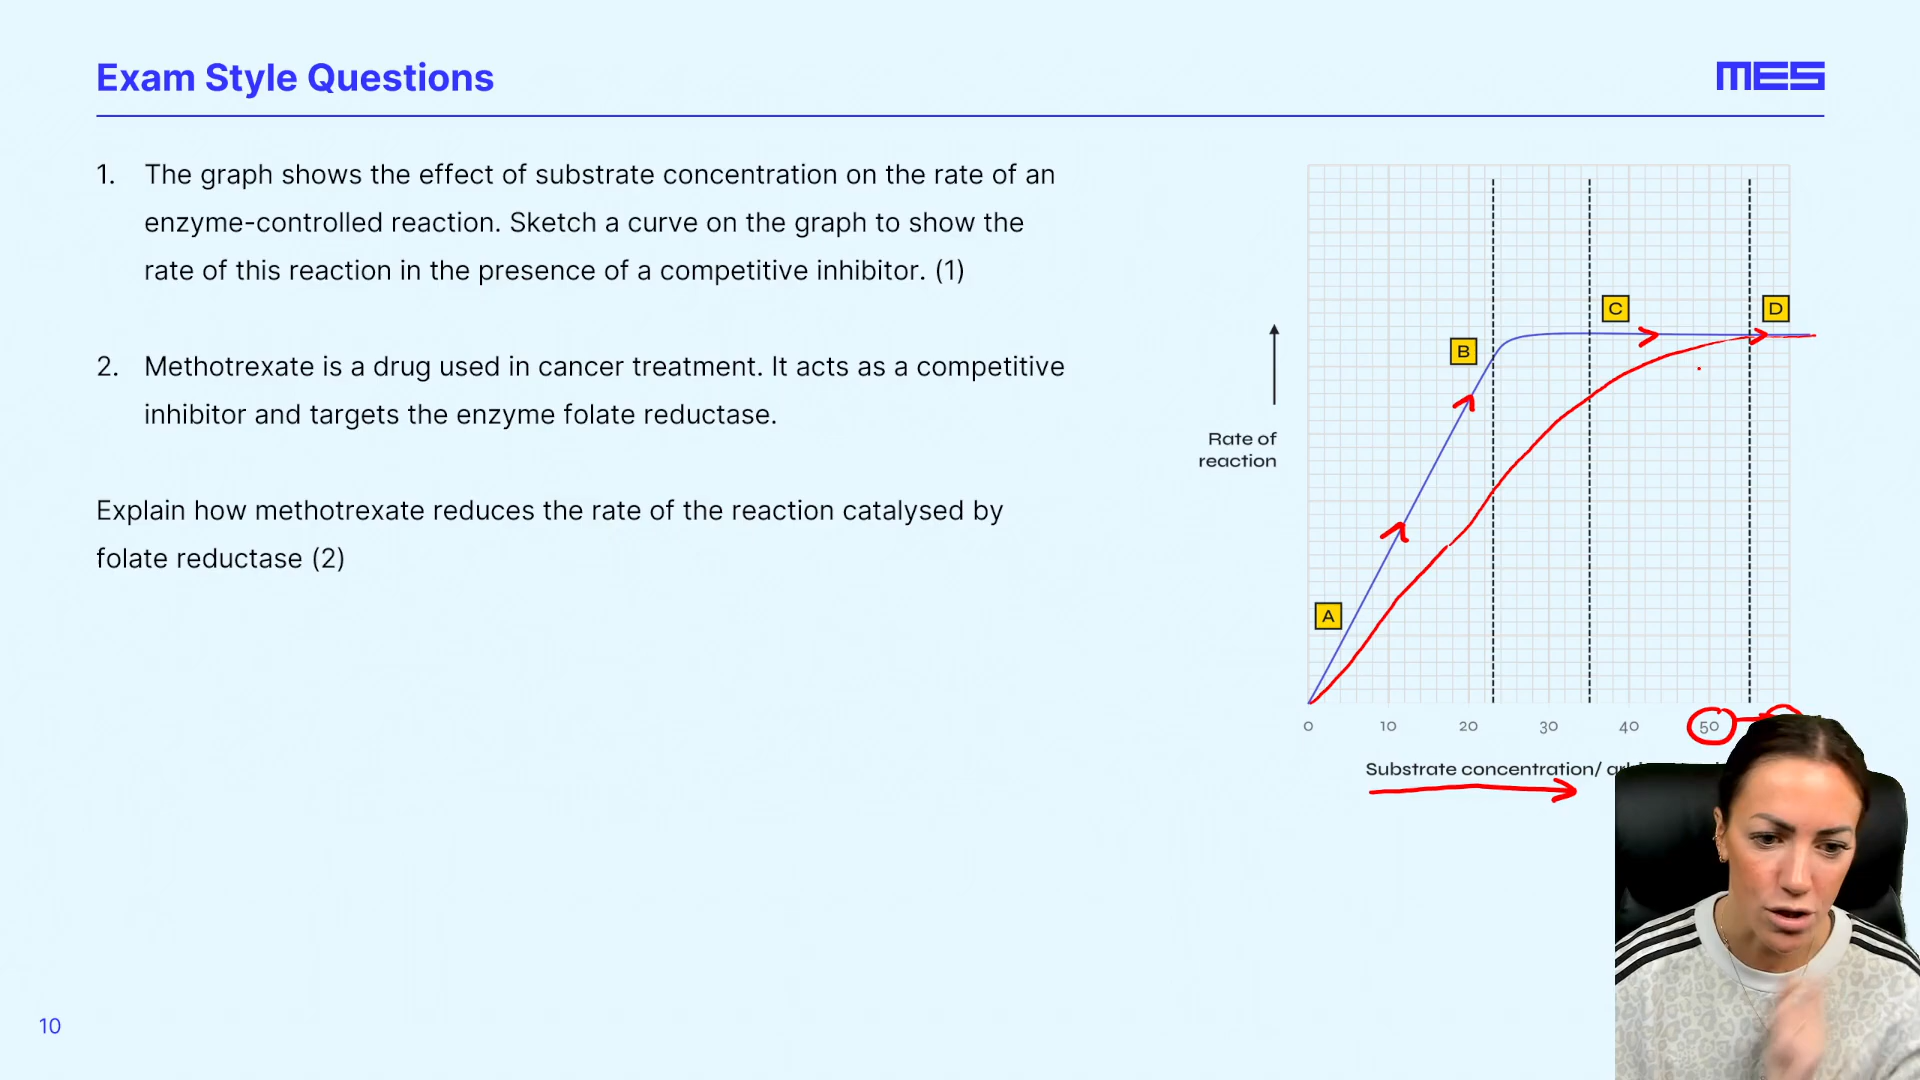 Exam Style Questions
MES
1. The graph shows the effect of substrate concentration on the rate of an
enzyme-controlled reaction. Sketch a curve on the graph to show the
rate of this reaction in the presence of a competitive inhibitor. (1)
2. Methotrexate is a drug used in cancer treatment. It acts as a competitive
inhibitor and targets the enzyme folate reductase.
Explain how methotrexate reduces the rate of the reaction catalysed by
folate reductase (2)
C
D
B
Rate of
reaction
A
0 10 20 30 40 50
Substrate concentration/
10